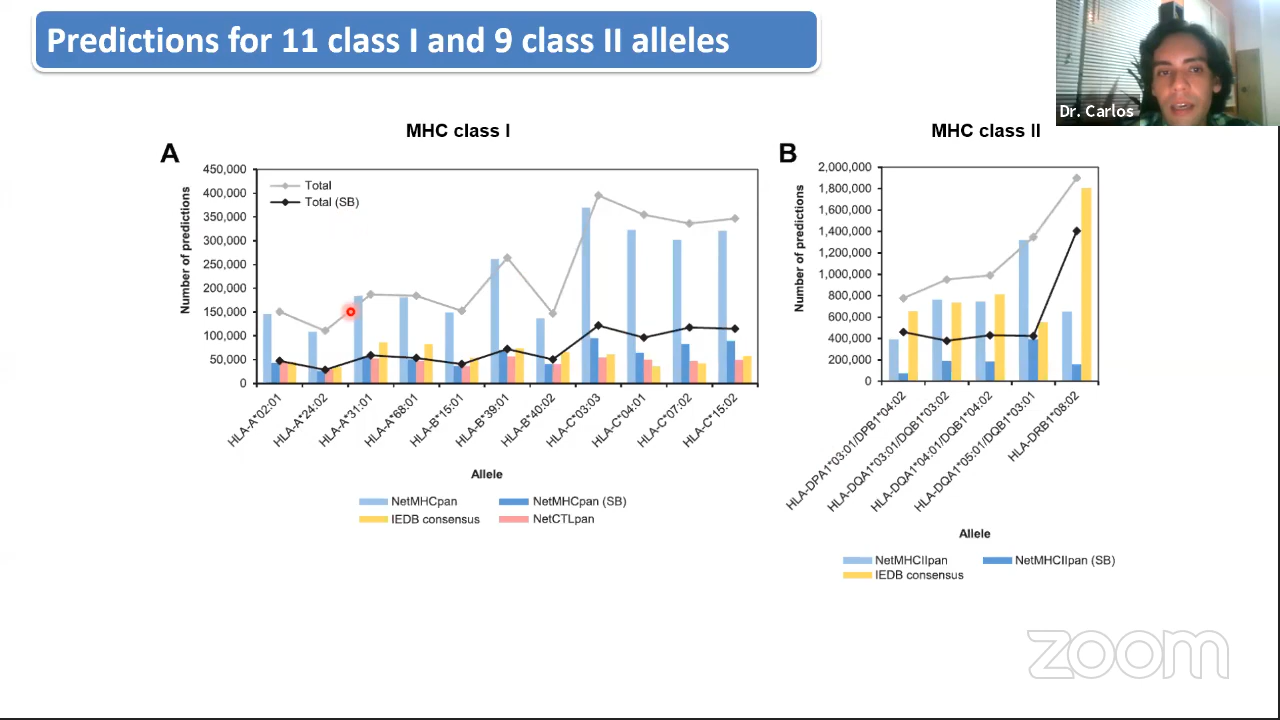 Predictions for 11 class I and 9 class II alleles
Dr. Carlos
MHC class I
A
450,000
400,000
350,000
300,000
250,000
200,000
150,000
100,000
50,000
0
Number of predictions
Total
Total (SB)
HLA-A*02:01
HLA-A*24:02
HLA-A*31:01
HLA-A*68:01
HLA-B*15:01
HLA-B*39:01
HLA-B*40:02
HLA-C*03:03
HLA-C*04:01
HLA-C*07:02
HLA-C*15:02
Allele
NetMHCpan
NetMHCpan (SB)
IEDB consensus
NetCTLpan
MHC class II
B
2,000,000
1,800,000
1,600,000
1,400,000
1,200,000
1,000,000
800,000
600,000
400,000
200,000
0
Number of predictions
HLA-DPA1*03:01/DPB1*04:02
HLA-DQA1*03:01/DQB1*03:02
HLA-DQA1*04:01/DQB1*04:02
HLA-DQA1*05:01/DQB1*03:01
HLA-DRB1*08:02
Allele
NetMHCIIpan
NetMHCIIpan (SB)
IEDB consensus
zoom